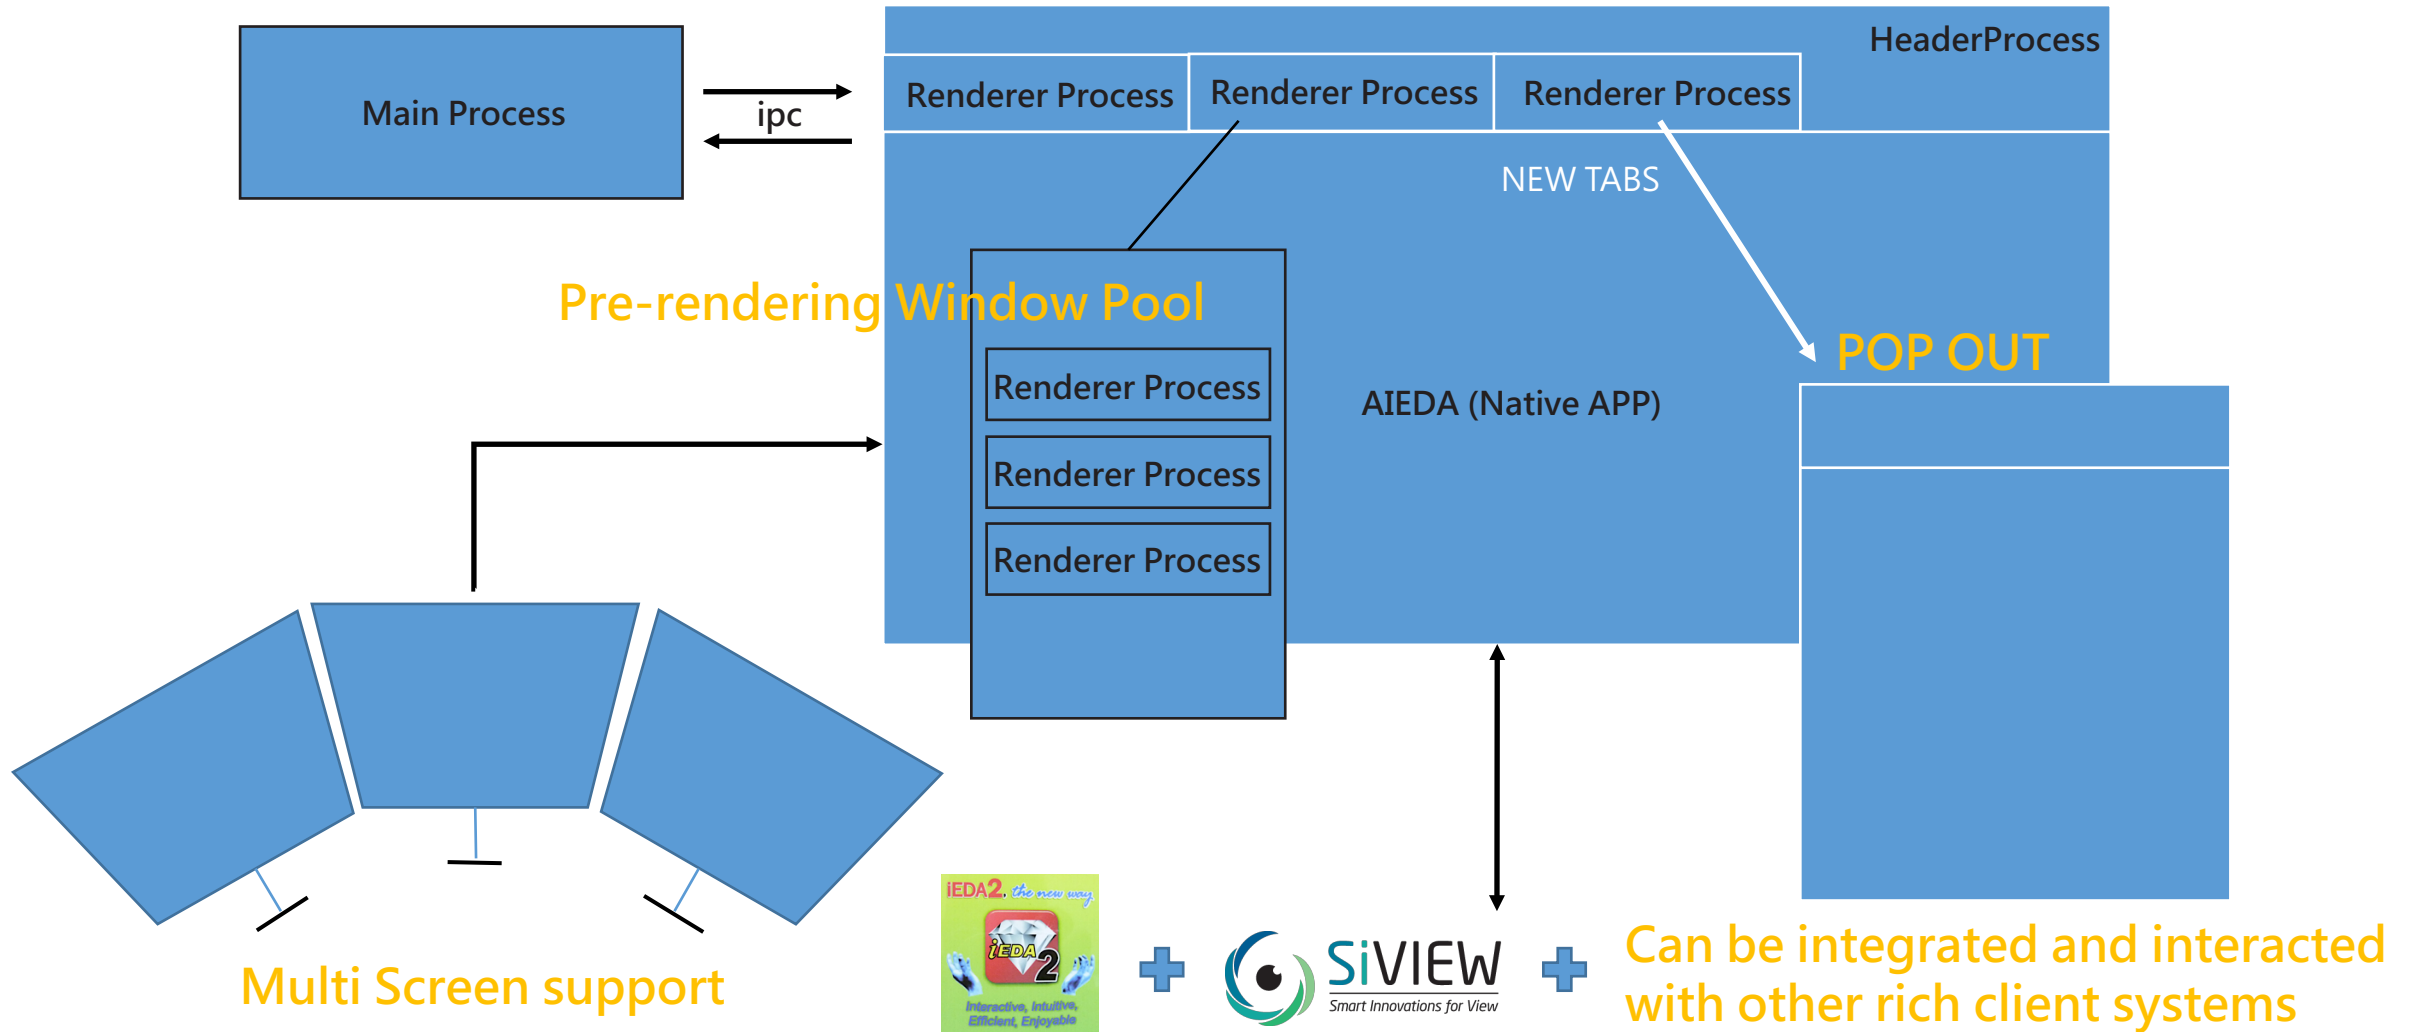 HeaderProcess
Main Process
ipc
Renderer Process
Renderer Process
Renderer Process
NEW TABS
Pre-rendering Window Pool
POP OUT
Renderer Process
AIEDA (Native APP)
Renderer Process
Renderer Process
Multi Screen support
iEDA2. the new way
iEDA
2
Interactive, Intuitive,
Efficient, Enjoyable
SiVIEW
Smart Innovations for View
Can be integrated and interacted
with other rich client systems